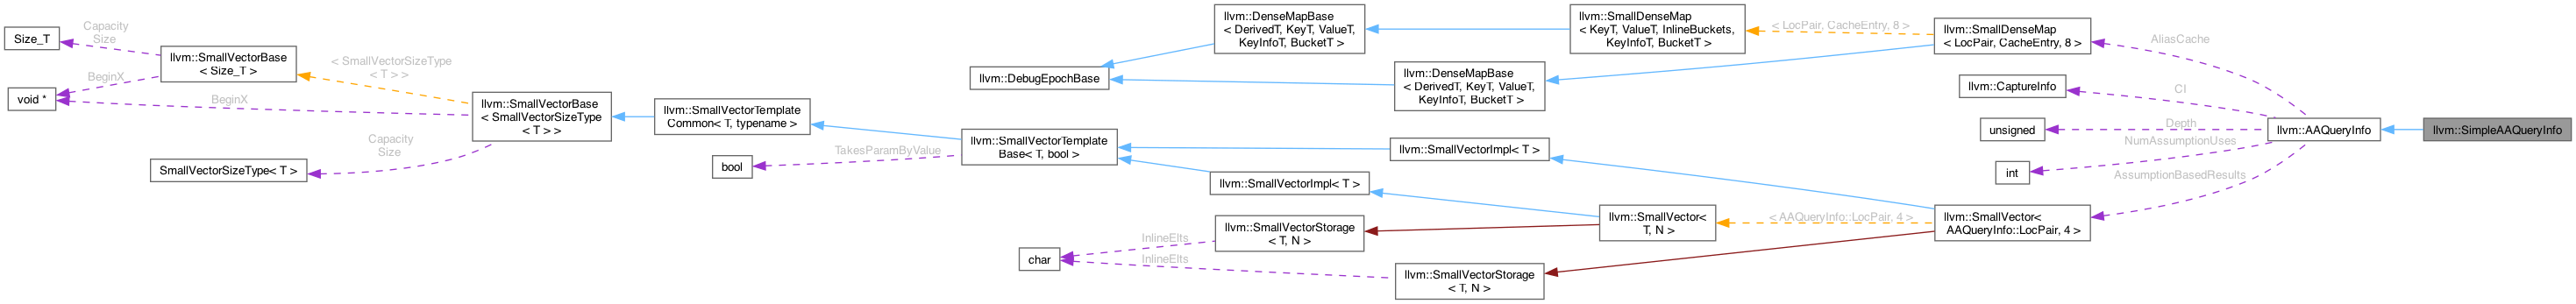 Size_T
Capacity
Size
llvm::SmallVectorBase
< Size_T >
void *
BeginX
< SmallVectorSizeType
< T > >
BeginX
llvm::SmallVectorBase
< SmallVectorSizeType
< T > >
Capacity
Size
SmallVectorSizeType< T >
llvm::SmallVectorTemplate
Common< T, typename >
bool
TakesParamByValue
llvm::SmallVectorTemplate
Base< T, bool >
llvm::DebugEpochBase
llvm::DenseMapBase
< DerivedT, KeyT, ValueT,
KeyInfoT, BucketT >
llvm::SmallDenseMap
< KeyT, ValueT, InlineBuckets,
KeyInfoT, BucketT >
< LocPair, CacheEntry, 8 >
llvm::SmallDenseMap
< LocPair, CacheEntry, 8 >
llvm::DenseMapBase
< DerivedT, KeyT, ValueT,
KeyInfoT, BucketT >
llvm::SmallVectorImpl< T >
llvm::SmallVectorImpl< T >
char
InlineElts
InlineElts
llvm::SmallVectorStorage
< T, N >
llvm::SmallVectorStorage
< T, N >
llvm::SmallVector<
T, N >
< AAQueryInfo::LocPair, 4 >
llvm::SmallVector<
AAQueryInfo::LocPair, 4 >
AliasCache
llvm::CaptureInfo
CI
unsigned
Depth
NumAssumptionUses
int
AssumptionBasedResults
llvm::AAQueryInfo
llvm::SimpleAAQueryInfo